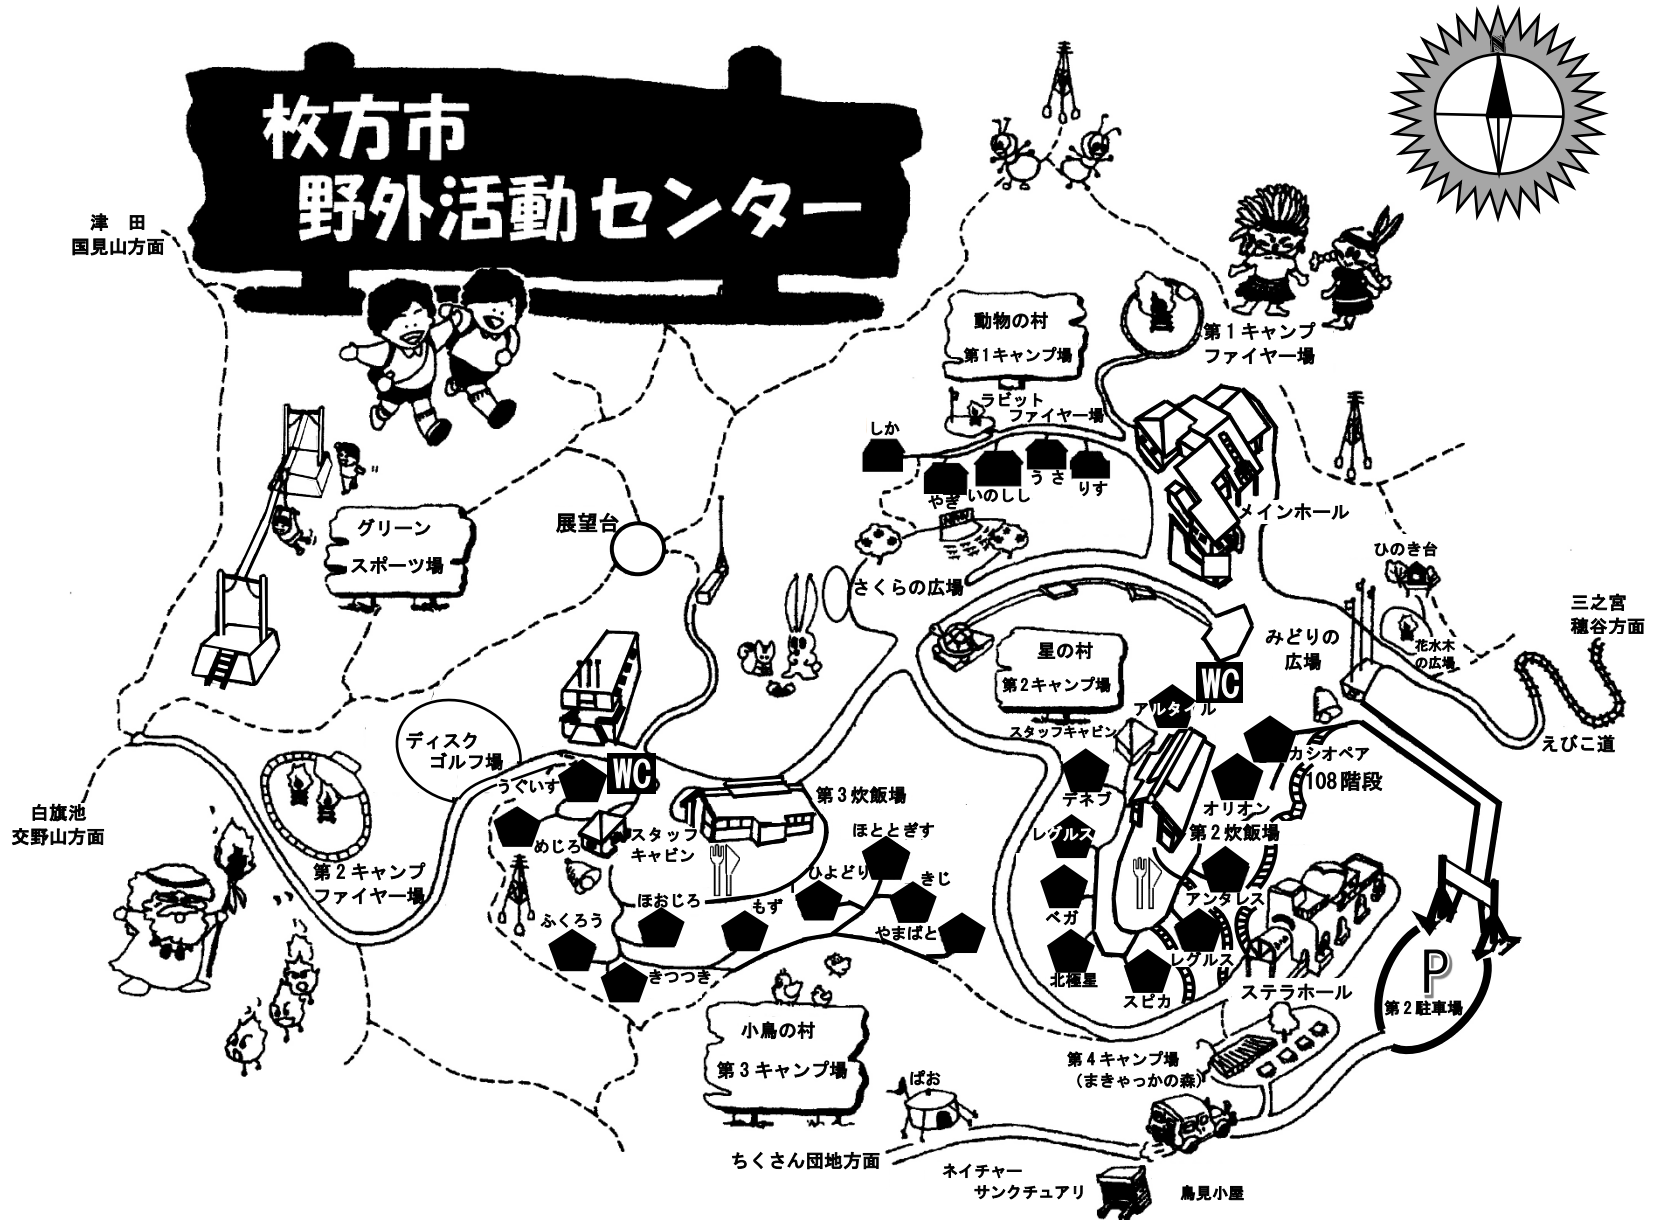 枚方市
野外活動センター
N
津　田
国見山方面
動物の村
第1キャンプ場
第1キャンプ
ファイヤー場
ラビット
ファイヤー場
しか
やぎ
いのしし
うさ
りす
メインホール
グリーン
スポーツ場
展望台
さくらの広場
ひのき台
三之宮
穂谷方面
花水木
の広場
みどりの
広場
星の村
第2キャンプ場
WC
アルタイル
スタッフキャビン
えびこ道
カシオペア
108階段
デネブ
オリオン
ディスク
ゴルフ場
うぐいす
WC
第3炊飯場
白旗池
交野山方面
めじろ
スタッフ
キャビン
ほととぎす
レグルス
第2炊飯場
第2キャンプ
ファイヤー場
ひよどり
きじ
アンタレス
ほおじろ
もず
ベガ
ふくろう
やまばと
レグルス
きつつき
北極星
スピカ
ステラホール
P
第2駐車場
小鳥の村
第3キャンプ場
第4キャンプ場
(まきゃっかの森)
ぱお
ちくさん団地方面
ネイチャー
サンクチュアリ
鳥見小屋